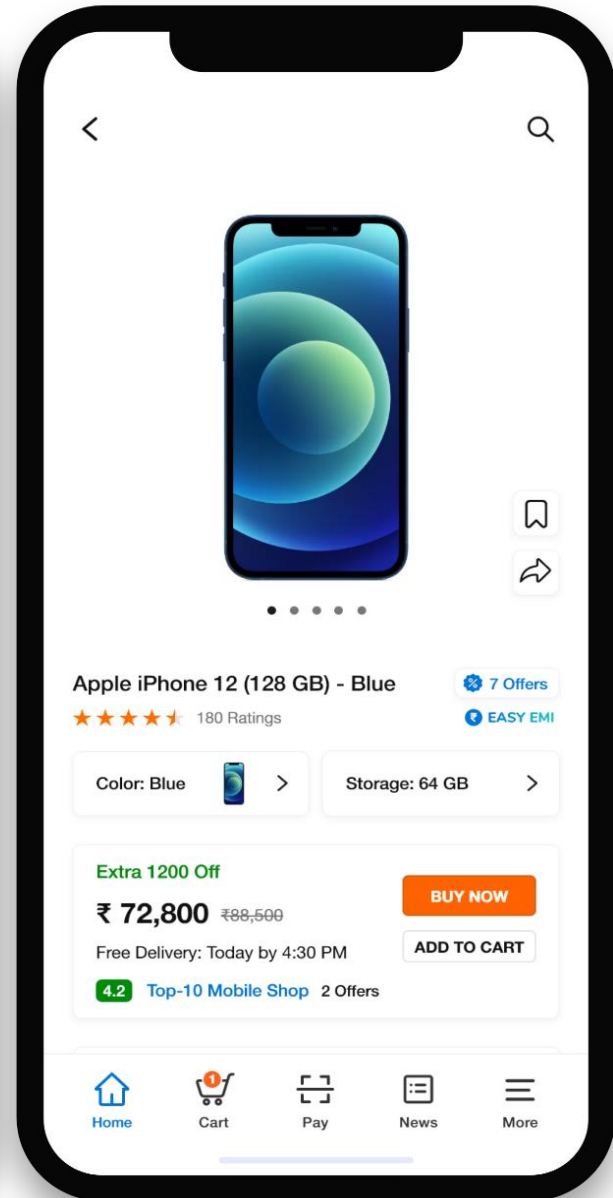 Apple iPhone 12 (128 GB) - Blue
7 Offers
180 Ratings
EASY EMI
Color: Blue
Storage: 64 GB
Extra 1200 Off
₹ 72,800 ₹88,500
BUY NOW
Free Delivery: Today by 4:30 PM
ADD TO CART
4.2 Top-10 Mobile Shop 2 Offers
1
Home
Cart
Pay
News
More